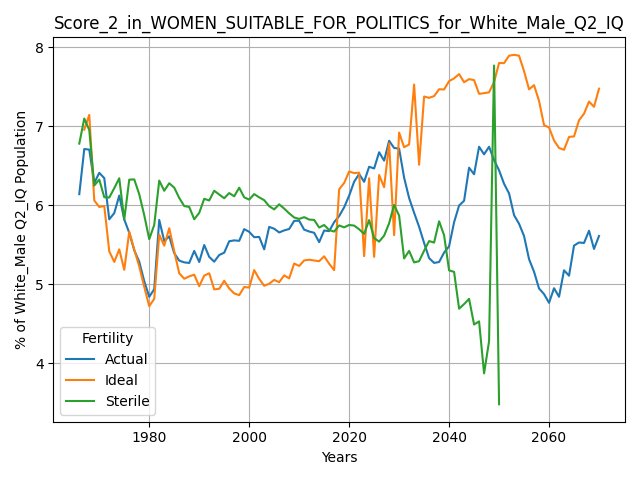 Score_2_in_WOMEN_SUITABLE_FOR_POLITICS_for_White_Male_Q2_IQ
% of White_Male Q2_IQ Population
8
7
6
5
4
Fertility
Actual
Ideal
Sterile
1980 2000 2020 2040 2060
Years